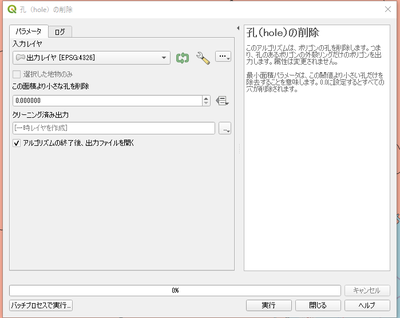 孔（hole）の削除
パラメータ
ログ
入力レイヤ
出力レイヤ [EPSG:4326]
選択した地物のみ
この面積より小さな孔を削除
0.000000
クリーニング済み出力
[一時レイヤを作成]
アルゴリズムの終了後、出力ファイルを開く
孔（hole）の削除
このアルゴリズムは、ポリゴンの孔を削除します。つま
り、孔のあるポリゴンの外殻リングだけのポリゴンを出
力します。属性は変更されません。
最小面積パラメータは、この閾値より小さい孔だけを
除去することを意味します。0.0に設定するとすべての
穴が削除されます。
0%
キャンセル
バッチプロセスで実行...
実行
閉じる
ヘルプ